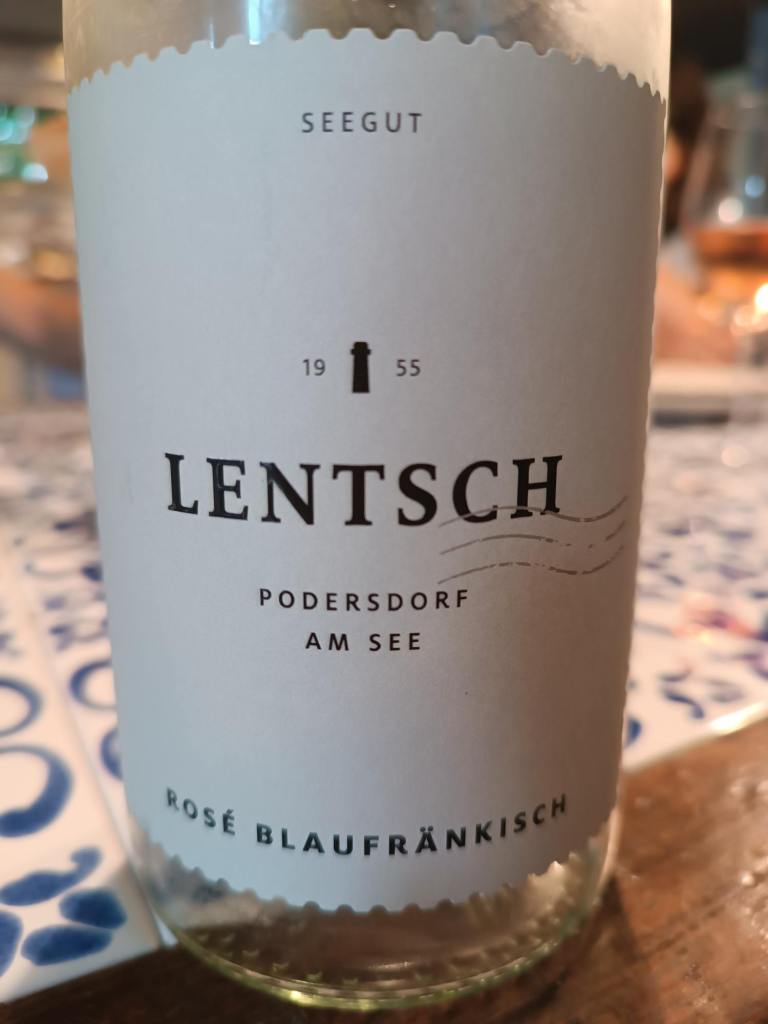 SEEGUT
19 55
LENTSCH
PODERSDORF
AM SEE
ROSÉ BLAUFRÄNKISCH